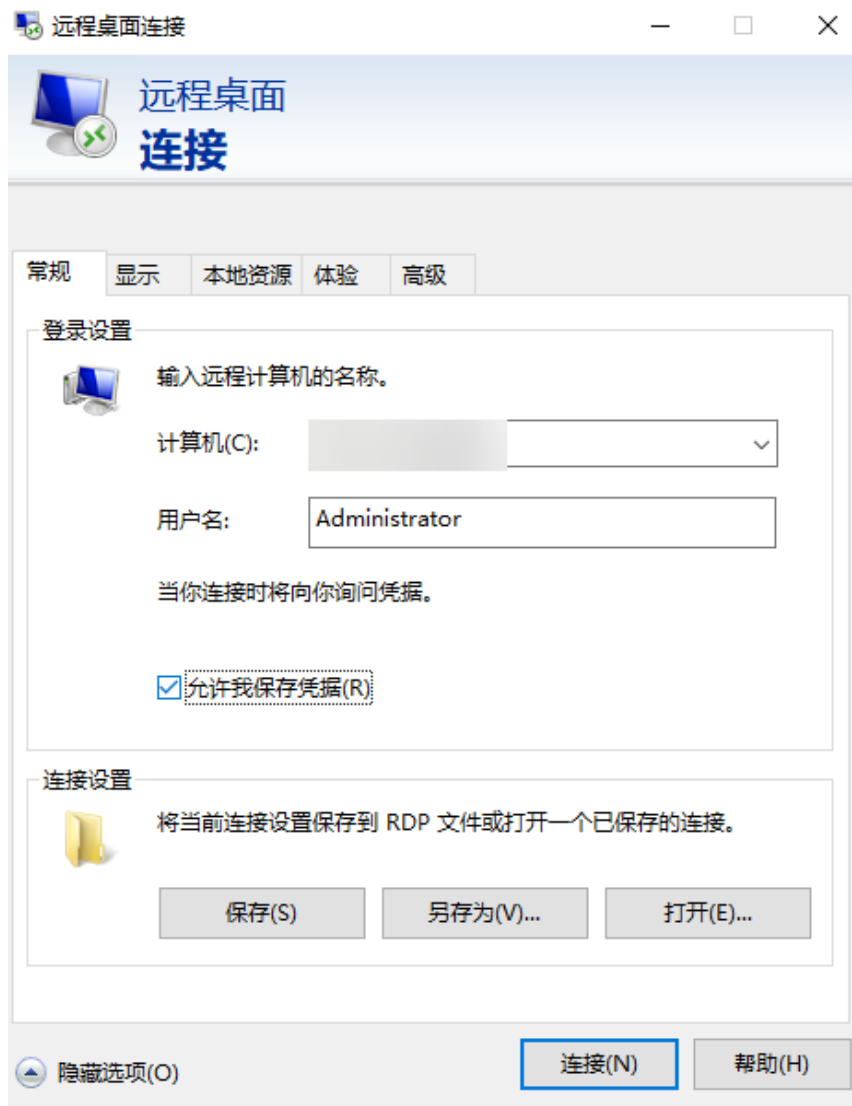 远程桌面连接
远程桌面
连接
常规 显示 本地资源 体验 高级
登录设置
输入远程计算机的名称。
计算机(C):
用户名: Administrator
当你连接时将向你询问凭据。
允许我保存凭据(R)
连接设置
将当前连接设置保存到 RDP 文件或打开一个已保存的连接。
保存(S) 另存为(V)... 打开(E)...
隐藏选项(O) 连接(N) 帮助(H)